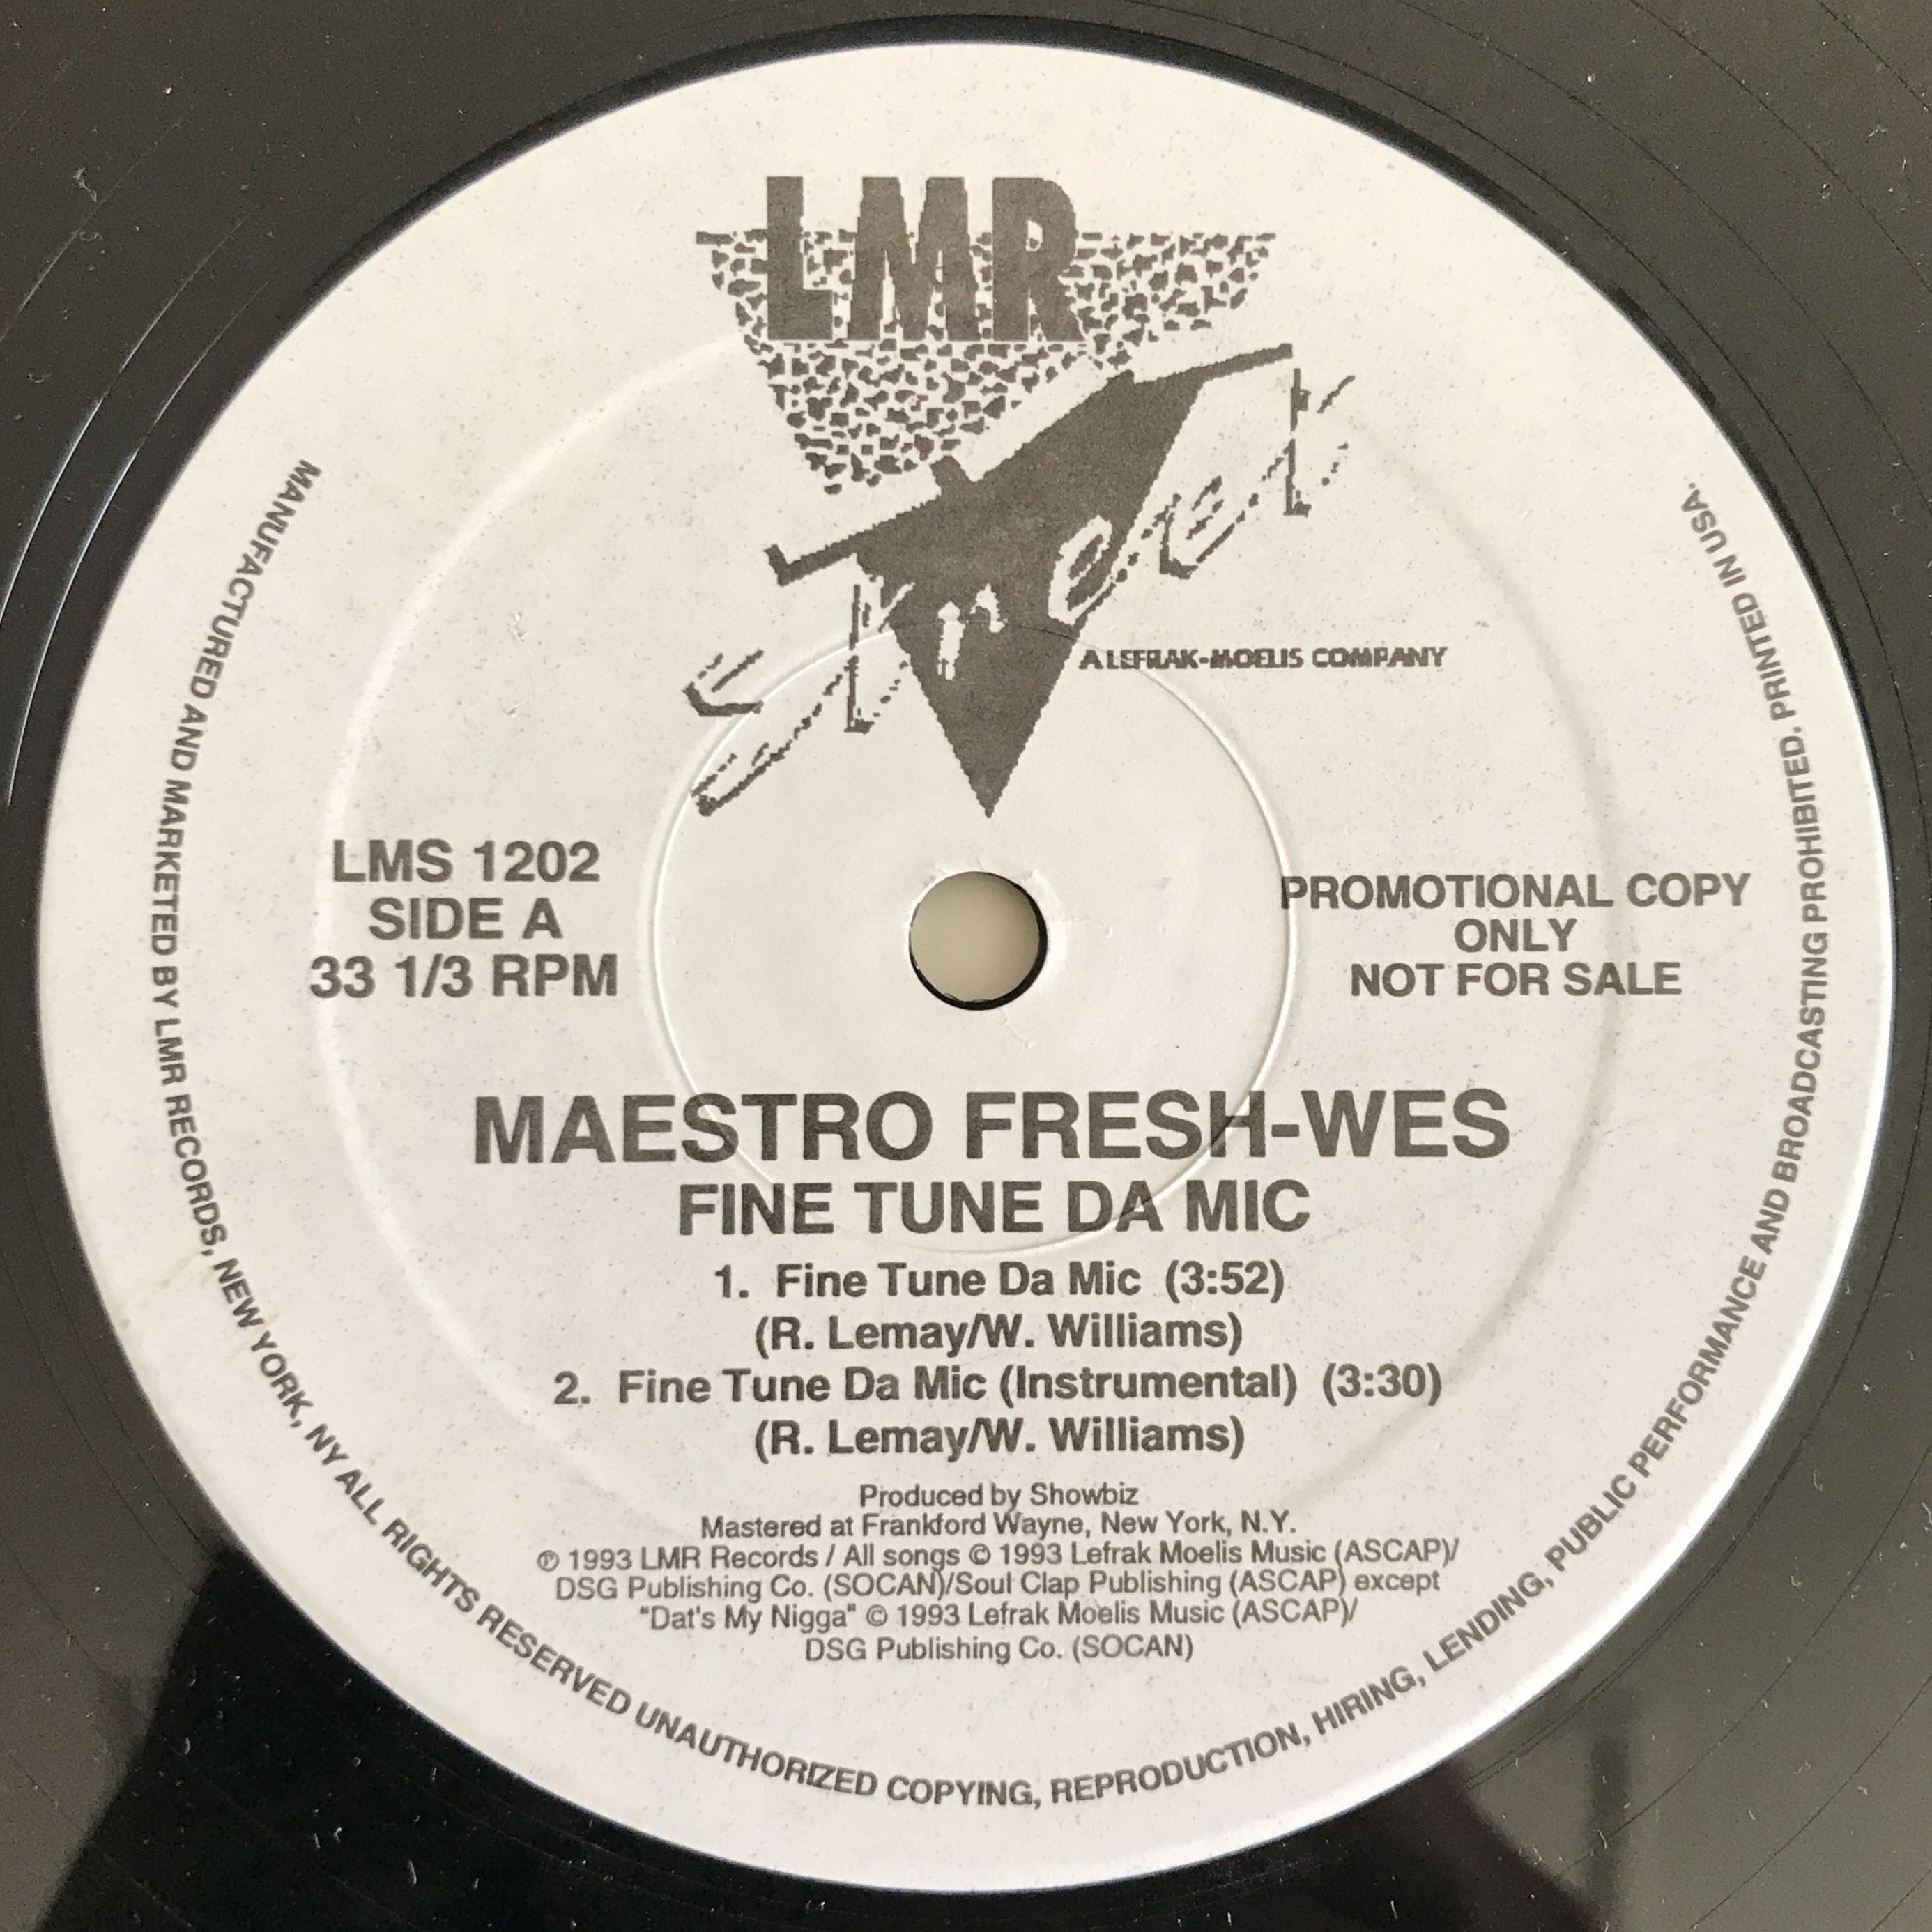 LMR
Street
A LEFRAK-MOELIS COMPANY
LMS 1202
SIDE A
33 1/3 RPM
PROMOTIONAL COPY
ONLY
NOT FOR SALE
MAESTRO FRESH-WES
FINE TUNE DA MIC
1. Fine Tune Da Mic (3:52)
(R. Lemay/W. Williams)
2. Fine Tune Da Mic (Instrumental) (3:30)
(R. Lemay/W. Williams)
Produced by Showbiz
Mastered at Frankford Wayne, New York, N.Y.
℗ 1993 LMR Records / All songs © 1993 Lefrak Moelis Music (ASCAP)/
DSG Publishing Co. (SOCAN)/Soul Clap Publishing (ASCAP) except
"Dat's My Nigga" © 1993 Lefrak Moelis Music (ASCAP)/
DSG Publishing Co. (SOCAN)
MANUFACTURED AND MARKETED BY LMR RECORDS, NEW YORK, NY ALL RIGHTS RESERVED UNAUTHORIZED COPYING, REPRODUCTION, HIRING, LENDING, PUBLIC PERFORMANCE AND BROADCASTING PROHIBITED. PRINTED IN USA.